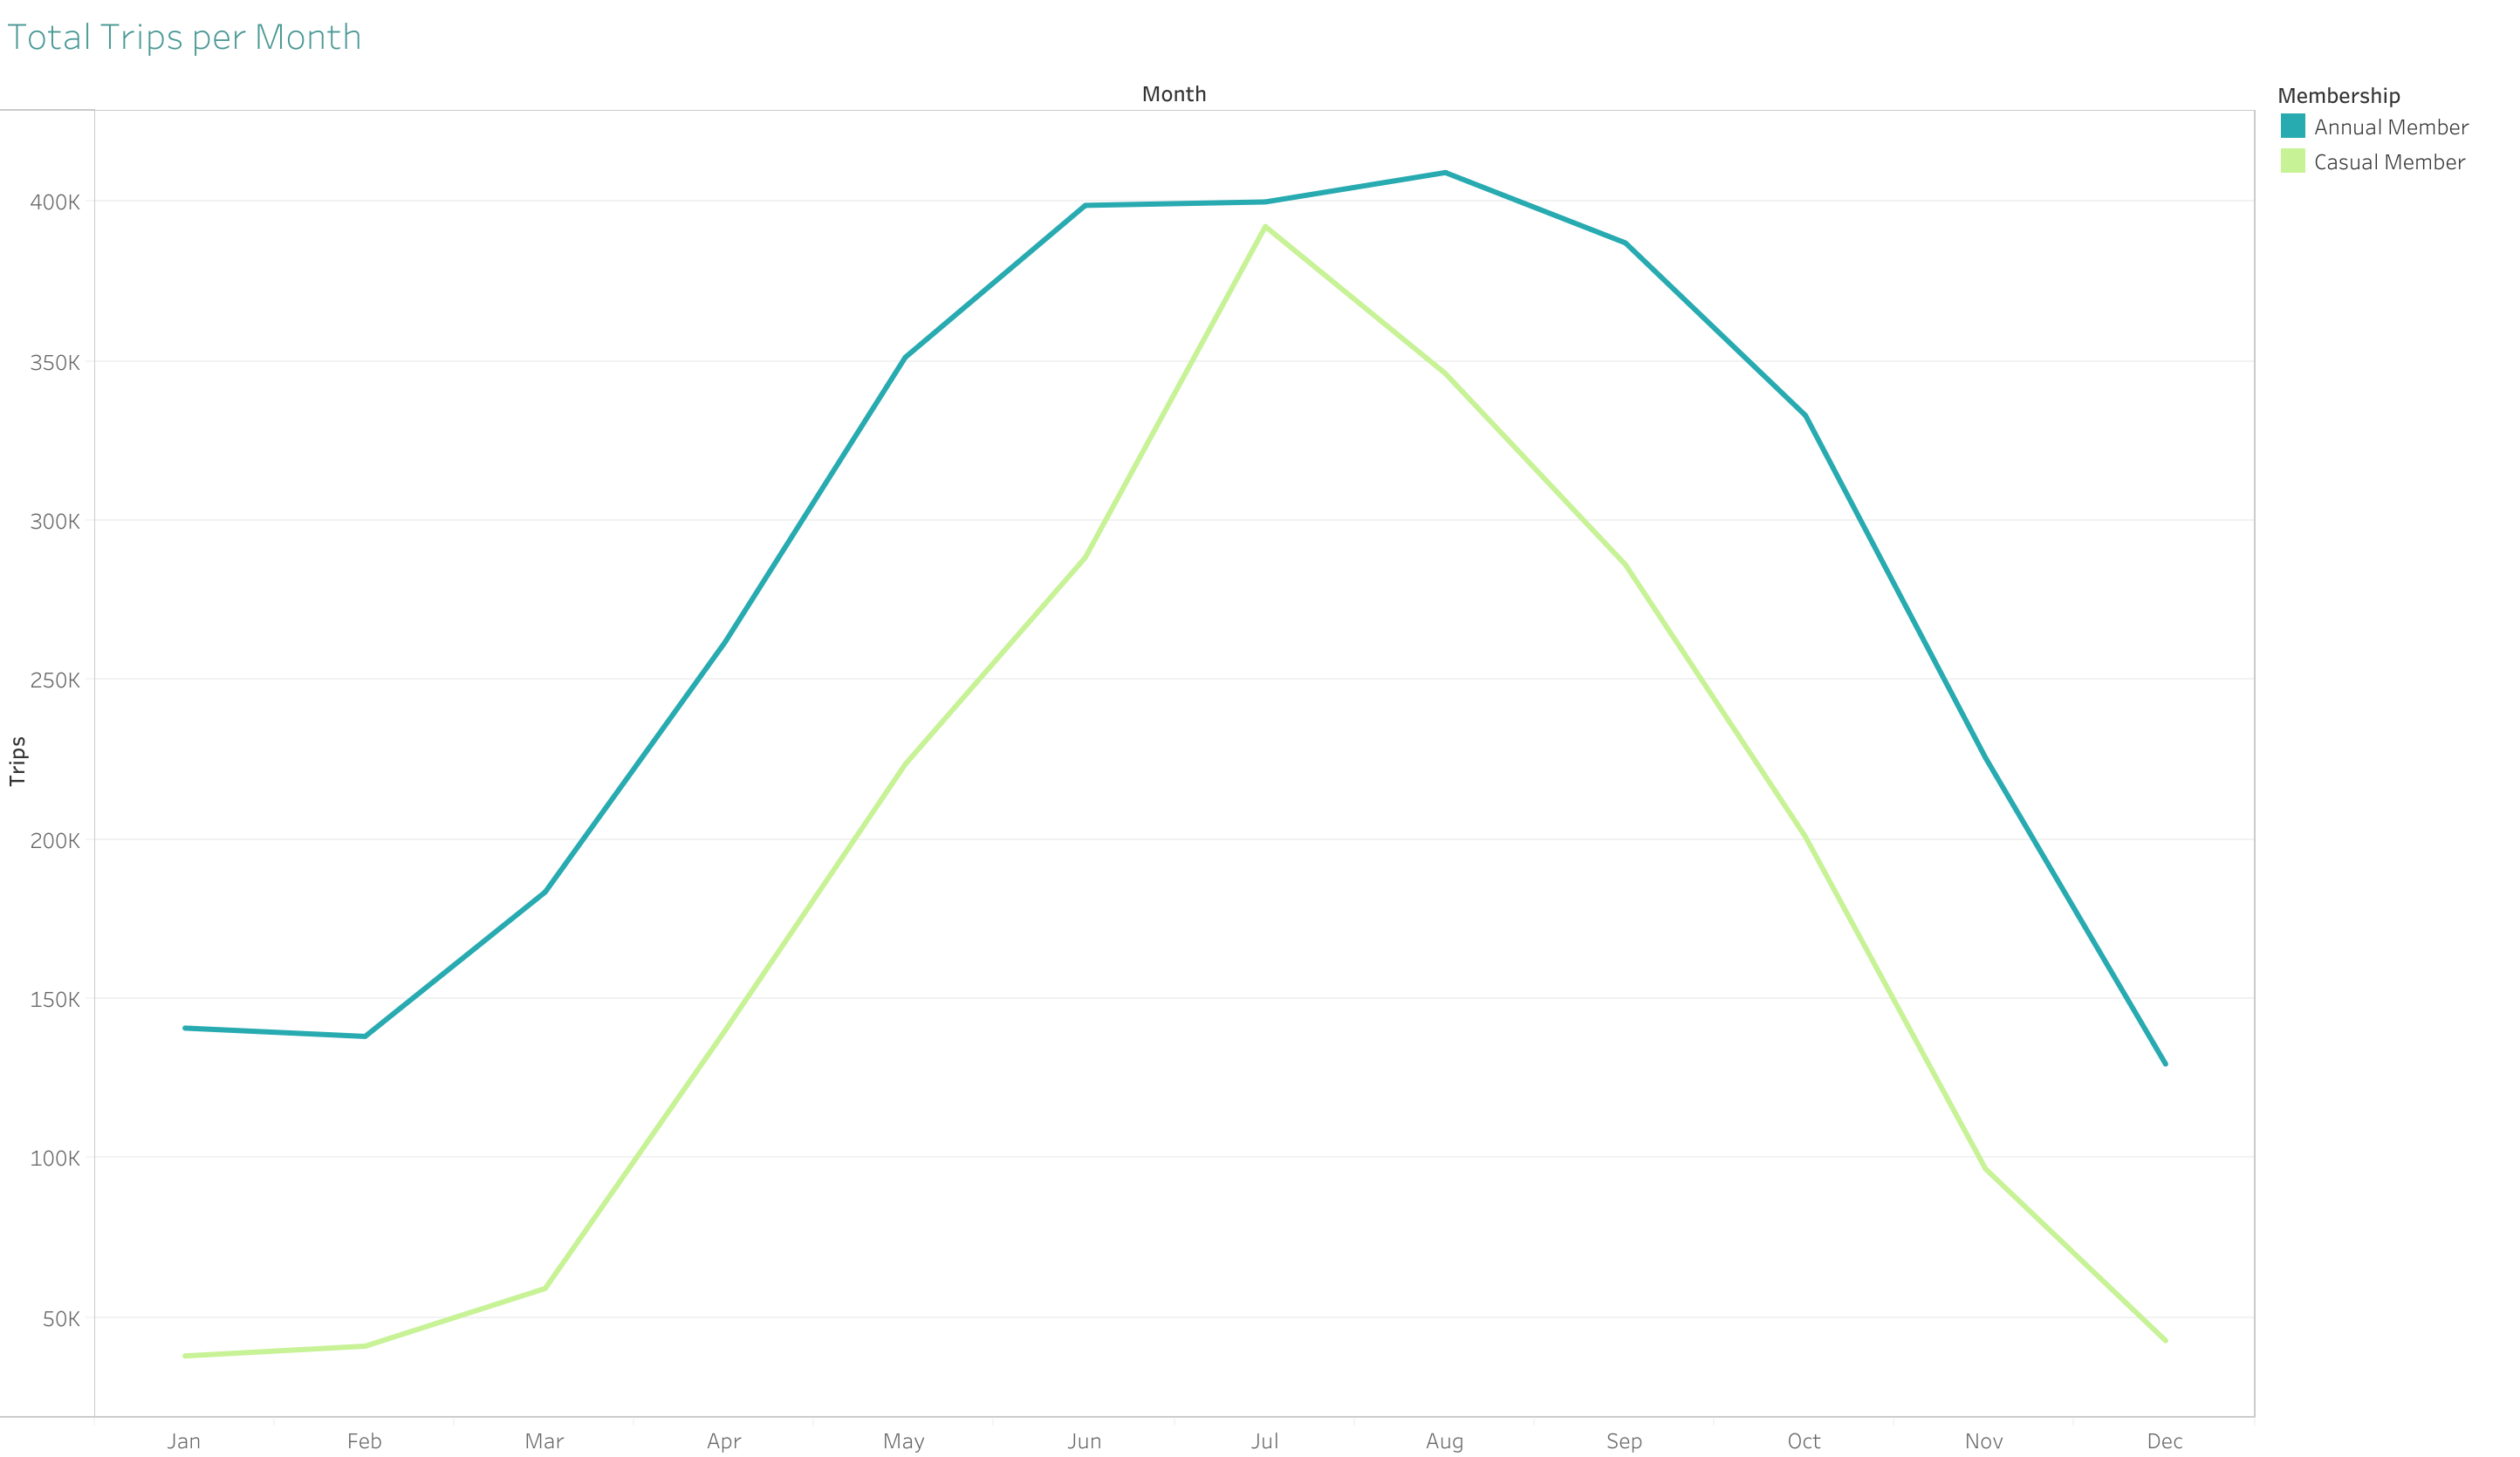 Total Trips per Month
Month
Membership
Annual Member
Casual Member
400K
350K
300K
250K
200K
150K
100K
50K
Trips
Jan Feb Mar Apr May Jun Jul Aug Sep Oct Nov Dec